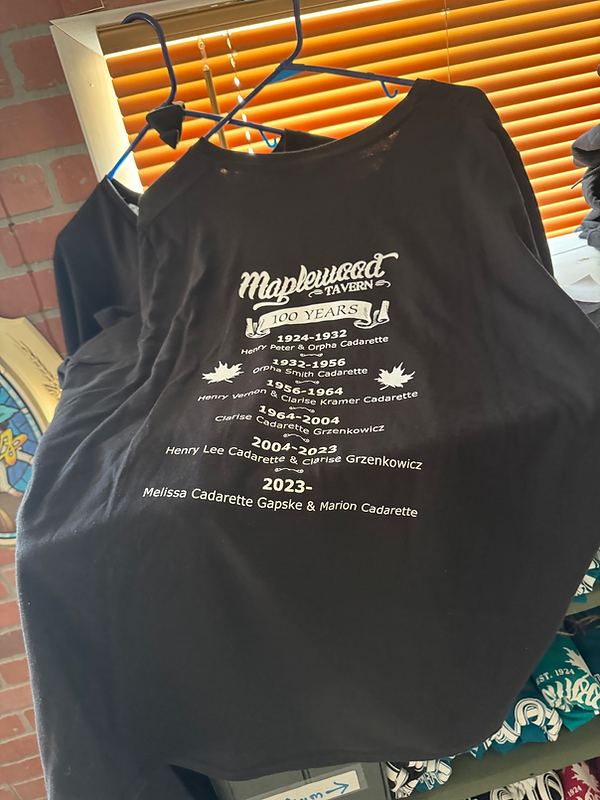 Maplewood
TAVERN
100 YEARS
1924-1932
Henry Peter & Orpha Cadarette
1932-1956
Orpha Smith Cadarette
1956-1964
Henry Vernon & Clarise Kramer Cadarette
1964-2004
Clarise Cadarette Grzenkowicz
2004-2023
Henry Lee Cadarette & Clarise Grzenkowicz
2023-
Melissa Cadarette Gapske & Marion Cadarette
EST. 1924